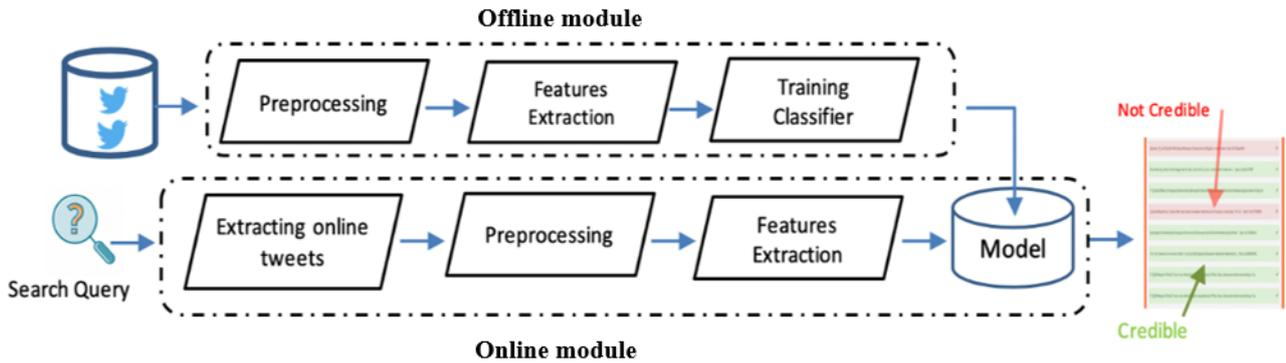 Offline module
Preprocessing
Features
Extraction
Training
Classifier
Not Credible
Search Query
Extracting online
tweets
Preprocessing
Features
Extraction
Model
Credible
Online module